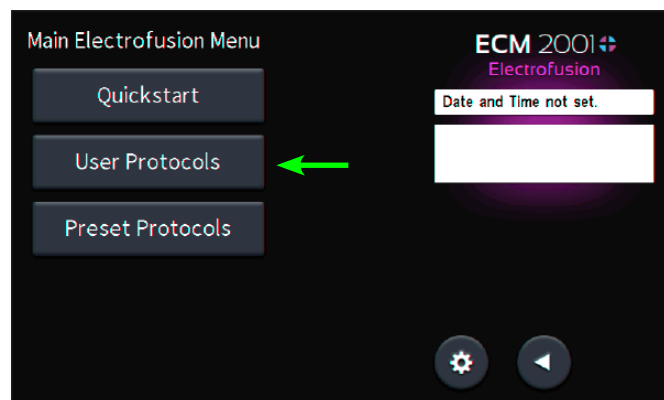 Main Electrofusion Menu
Quickstart
User Protocols
Preset Protocols
ECM 2001
Electrofusion
Date and Time not set.